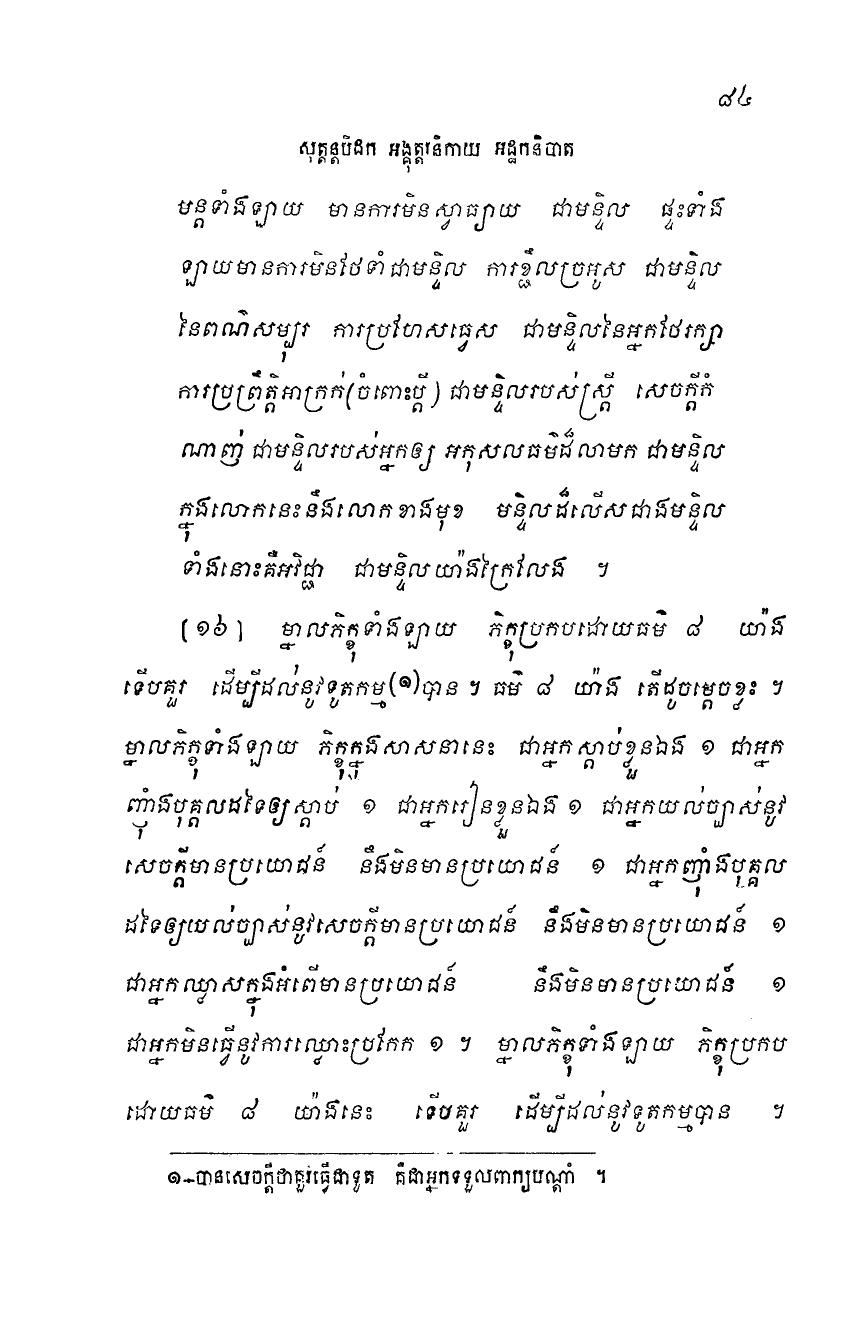 ៨៤
សុត្តន្តបិដក អង្គុត្តរនិកាយ អដ្ឋកនិបាត
មន្តទាំងឡាយ មានការមិនស្វាធ្យាយ ជាមន្ទិល ផ្ទះទាំង
ឡាយមានការមិនថែទាំជាមន្ទិល ការខ្ជិលច្រអូស ជាមន្ទិល
នៃពណ៌សម្បុរ ការប្រហែសធ្វេស ជាមន្ទិលនៃអ្នកថែរក្សា
ការប្រព្រឹត្តិអាក្រក់(ចំពោះប្តី) ជាមន្ទិលរបស់ស្រ្តី សេចក្តីកំ
ណាញ់ ជាមន្ទិលរបស់អ្នកឲ្យ អកុសលធម៌ដ៏លាមក ជាមន្ទិល
ក្នុងលោកនេះនឹងលោកខាងមុខ មន្ទិលដ៏លើសជាងមន្ទិល
ទាំងនោះគឺអវិជ្ជា ជាមន្ទិលយ៉ាងក្រៃលែង ។
[១៦] ម្នាលភិក្ខុទាំងឡាយ ភិក្ខុប្រកបដោយធម៌ ៨ យ៉ាង
ទើបគួរ ដើម្បីដល់នូវទូតកម្ម(១)បាន ។ ធម៌ ៨ យ៉ាង តើដូចម្តេចខ្លះ ។
ម្នាលភិក្ខុទាំងឡាយ ភិក្ខុក្នុងសាសនានេះ ជាអ្នកស្តាប់ខ្លួនឯង ១ ជាអ្នក
ញ៉ាំងបុគ្គលដទៃឲ្យស្តាប់ ១ ជាអ្នករៀនខ្លួនឯង ១ ជាអ្នកយល់ច្បាស់នូវ
សេចក្តីមានប្រយោជន៍ នឹងមិនមានប្រយោជន៍ ១ ជាអ្នកញ៉ាំងបុគ្គល
ដទៃឲ្យយល់ច្បាស់នូវសេចក្តីមានប្រយោជន៍ នឹងមិនមានប្រយោជន៍ ១
ជាអ្នកឈ្លាសក្នុងអំពើមានប្រយោជន៍ នឹងមិនមានប្រយោជន៍ ១
ជាអ្នកមិនធ្វើនូវការឈ្លោះប្រកែក ១ ។ ម្នាលភិក្ខុទាំងឡាយ ភិក្ខុប្រកប
ដោយធម៌ ៨ យ៉ាងនេះ ទើបគួរ ដើម្បីដល់នូវទូតកម្មបាន ។
១-បានសេចក្តីថាគួរធ្វើជាទូត គឺជាអ្នកទទួលពាក្យបណ្តាំ ។